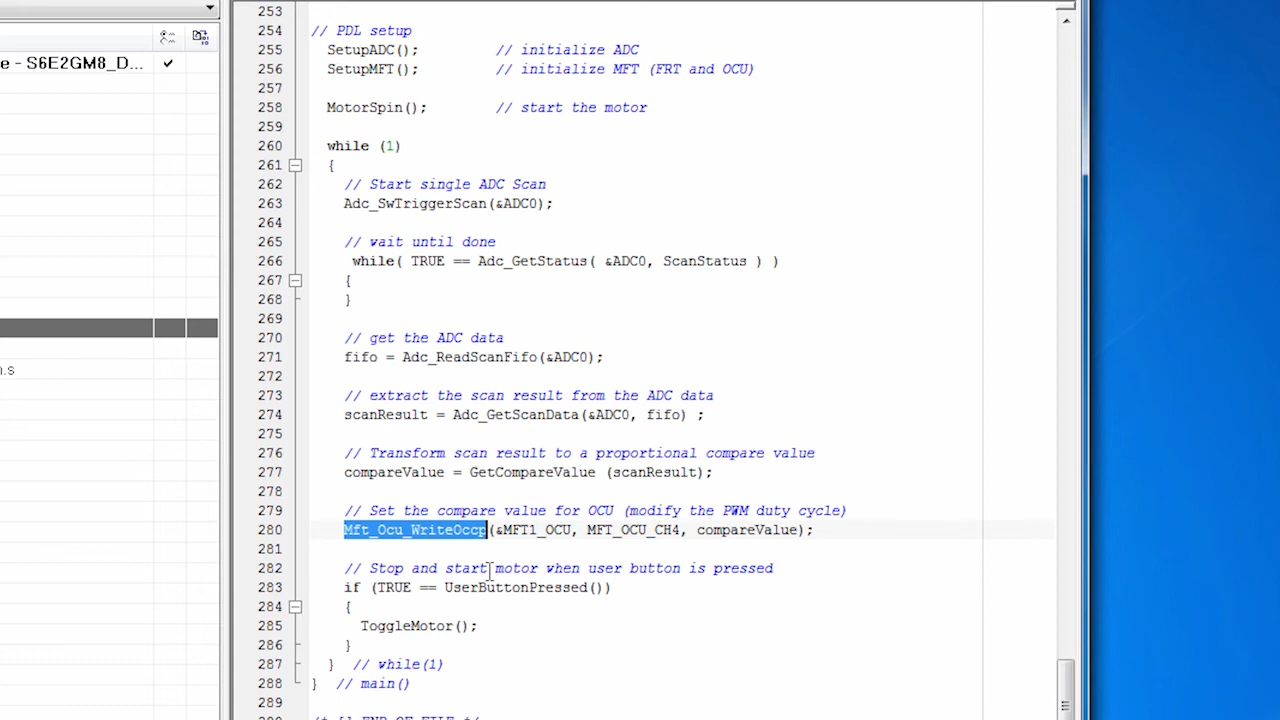 253
254 // PDL setup
255 SetupADC(); // initialize ADC
256 SetupMFT(); // initialize MFT (FRT and OCU)
257
258 MotorSpin(); // start the motor
259
e - S6E2GM8_D...
260 while (1)
261 {
262 // Start single ADC Scan
263 Adc_SwTriggerScan(&ADC0);
264
265 // wait until done
266 while( TRUE == Adc_GetStatus( &ADC0, ScanStatus ) )
267 {
268 }
269
270 // get the ADC data
271 fifo = Adc_ReadScanFifo(&ADC0);
n.s
272
273 // extract the scan result from the ADC data
274 scanResult = Adc_GetScanData(&ADC0, fifo) ;
275
276 // Transform scan result to a proportional compare value
277 compareValue = GetCompareValue (scanResult);
278
279 // Set the compare value for OCU (modify the PWM duty cycle)
280 Mft_Ocu_WriteOccp(&MFT1_OCU, MFT_OCU_CH4, compareValue);
281
282 // Stop and start motor when user button is pressed
283 if (TRUE == UserButtonPressed())
284 {
285 ToggleMotor();
286 }
287 } // while(1)
288 } // main()
289